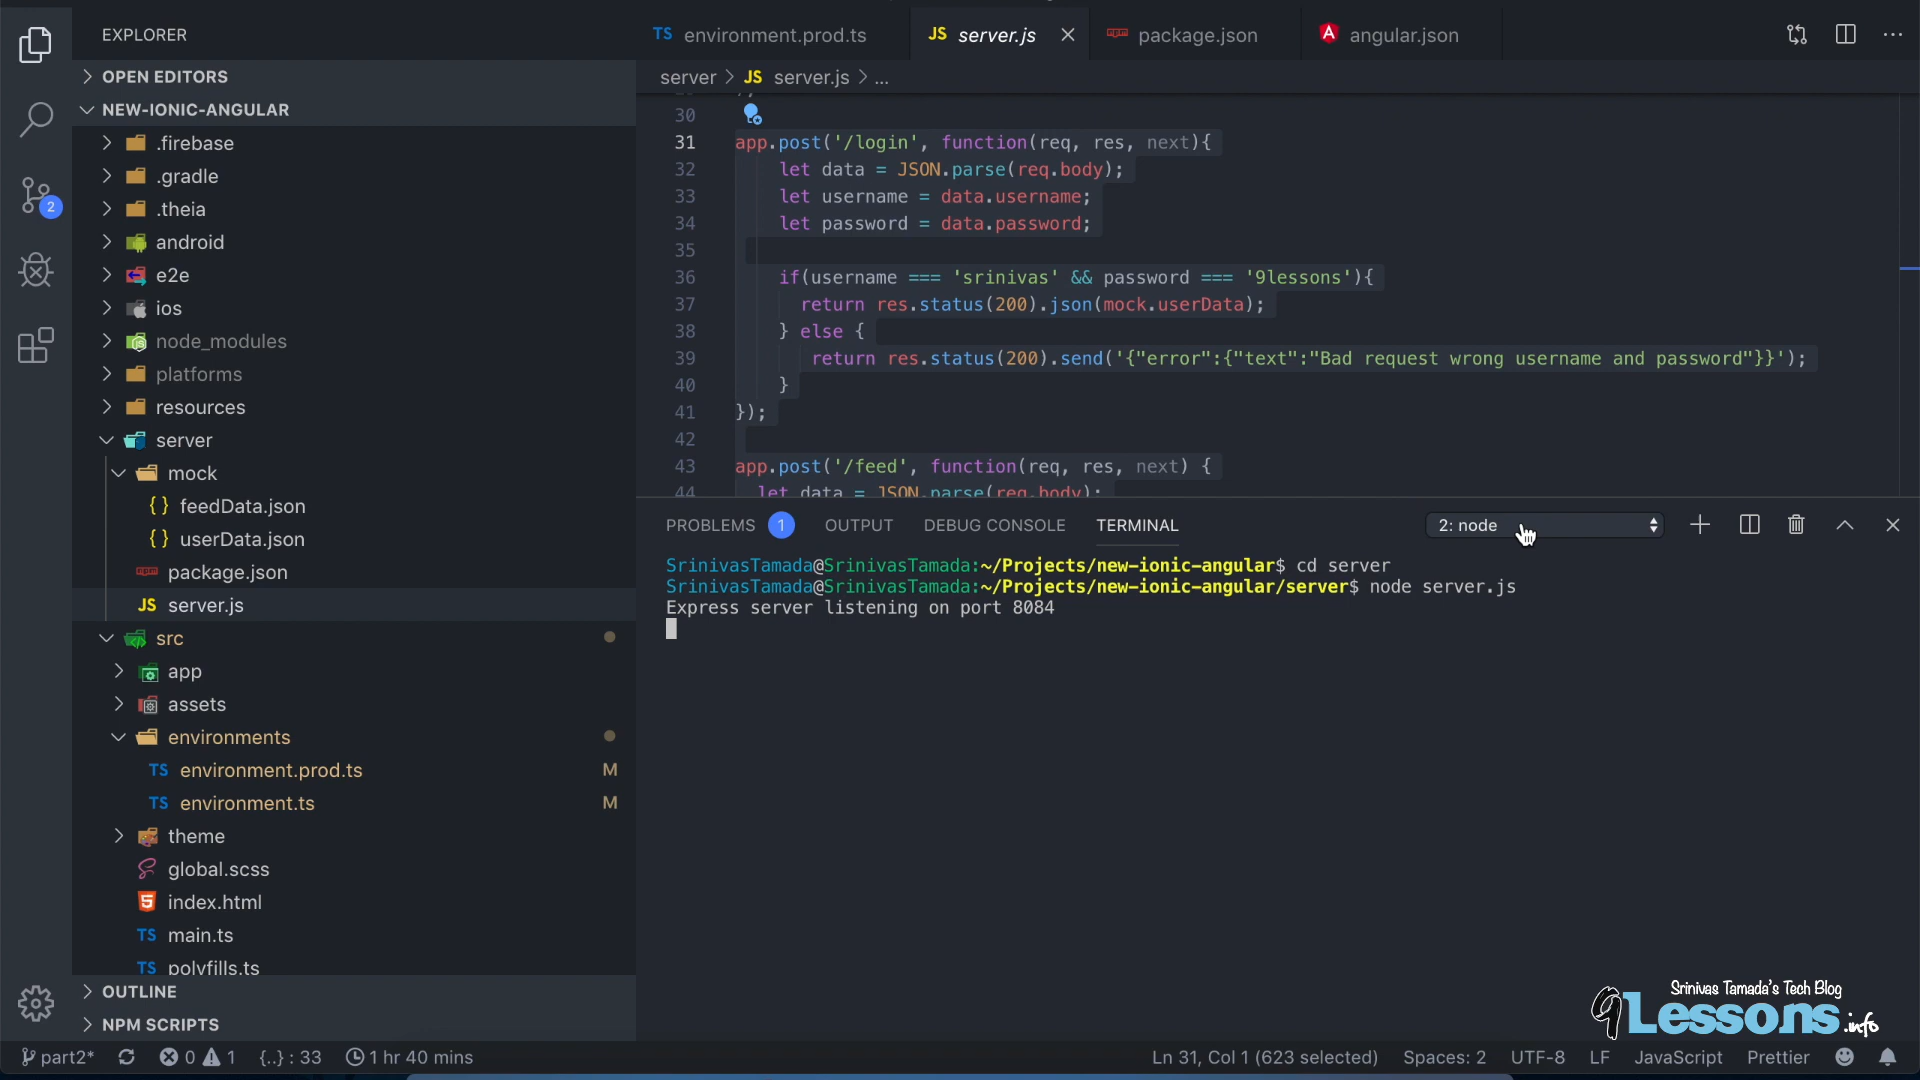 EXPLORER
OPEN EDITORS
NEW-IONIC-ANGULAR
.firebase
.gradle
.theia
android
e2e
ios
node_modules
platforms
resources
server
mock
{ } feedData.json
{ } userData.json
package.json
JS server.js
src
app
assets
environments
TS environment.prod.ts M
TS environment.ts M
theme
global.scss
5 index.html
TS main.ts
TS polyfills.ts
OUTLINE
NPM SCRIPTS
2
TS environment.prod.ts
JS server.js
package.json
A angular.json
server > JS server.js > ...
30
31 app.post('/login', function(req, res, next){
32 let data = JSON.parse(req.body);
33 let username = data.username;
34 let password = data.password;
35
36 if(username === 'srinivas' && password === '9lessons'){
37 return res.status(200).json(mock.userData);
38 } else {
39 return res.status(200).send('{"error":{"text":"Bad request wrong username and password"}}');
40 }
41 });
42
43 app.post('/feed', function(req, res, next) {
44 let data = JSON.parse(req.body);
PROBLEMS 1 OUTPUT DEBUG CONSOLE TERMINAL 2: node
SrinivasTamada@SrinivasTamada:~/Projects/new-ionic-angular$ cd server
SrinivasTamada@SrinivasTamada:~/Projects/new-ionic-angular/server$ node server.js
Express server listening on port 8084
Srinivas Tamada's Tech Blog
9Lessons.info
part2* 0 1 {..} : 33 1 hr 40 mins
Ln 31, Col 1 (623 selected) Spaces: 2 UTF-8 LF JavaScript Prettier